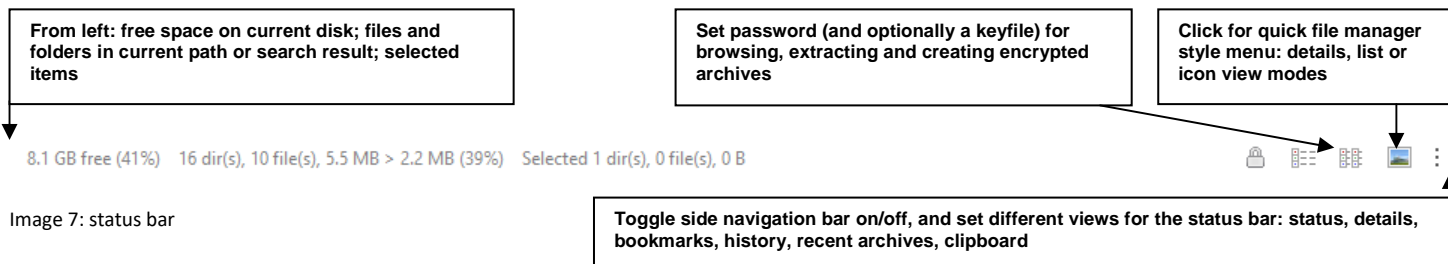 From left: free space on current disk; files and
folders in current path or search result; selected
items
Set password (and optionally a keyfile) for
browsing, extracting and creating encrypted
archives
Click for quick file manager
style menu: details, list or
icon view modes
8.1 GB free (41%) 16 dir(s), 10 file(s), 5.5 MB > 2.2 MB (39%) Selected 1 dir(s), 0 file(s), 0 B
Image 7: status bar
Toggle side navigation bar on/off, and set different views for the status bar: status, details,
bookmarks, history, recent archives, clipboard